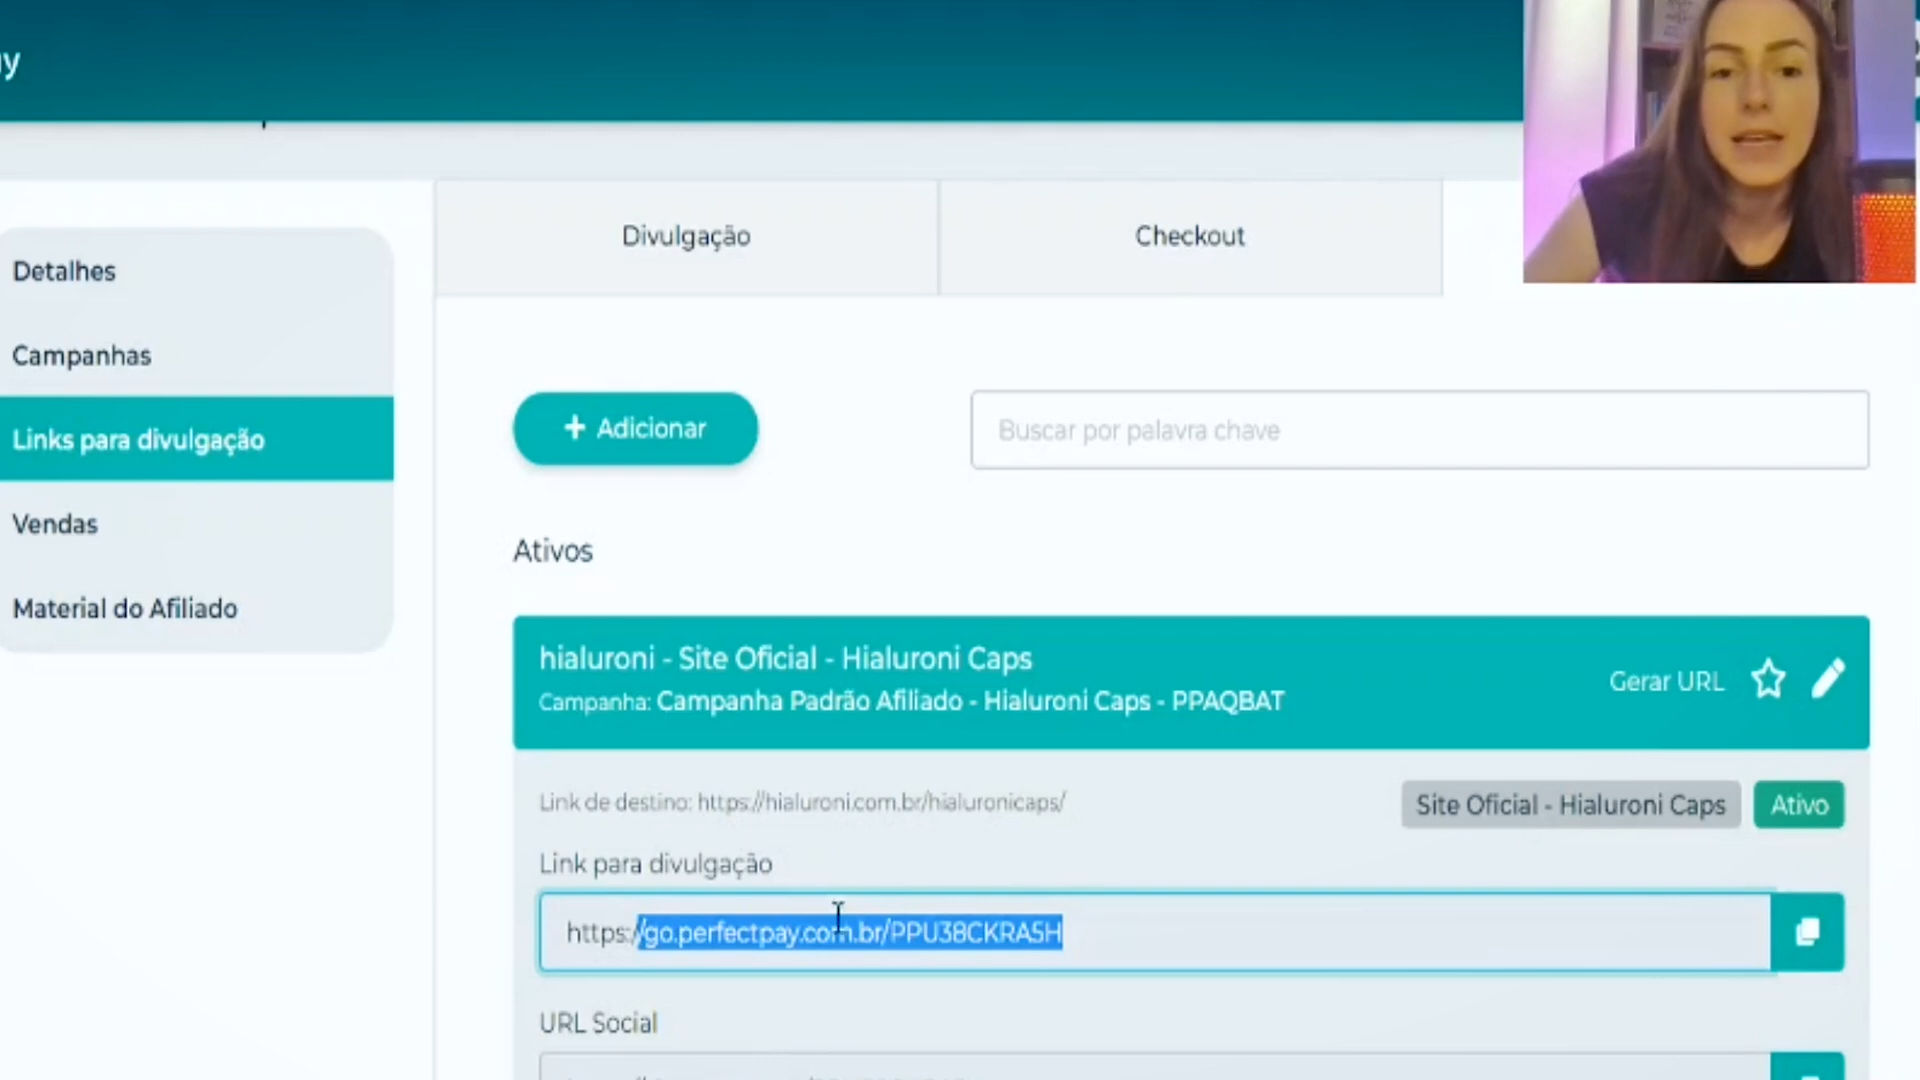 Divulgação
Checkout
Detalhes
Campanhas
Links para divulgação
Vendas
Material do Afiliado
+ Adicionar
Buscar por palavra chave
Ativos
hialuroni - Site Oficial - Hialuroni Caps
Campanha: Campanha Padrão Afiliado - Hialuroni Caps - PPAQBAT
Gerar URL
Link de destino: https://hialuroni.com.br/hialuronicaps/
Site Oficial - Hialuroni Caps
Ativo
Link para divulgação
https://go.perfectpay.com.br/PPU38CKRA5H
URL Social